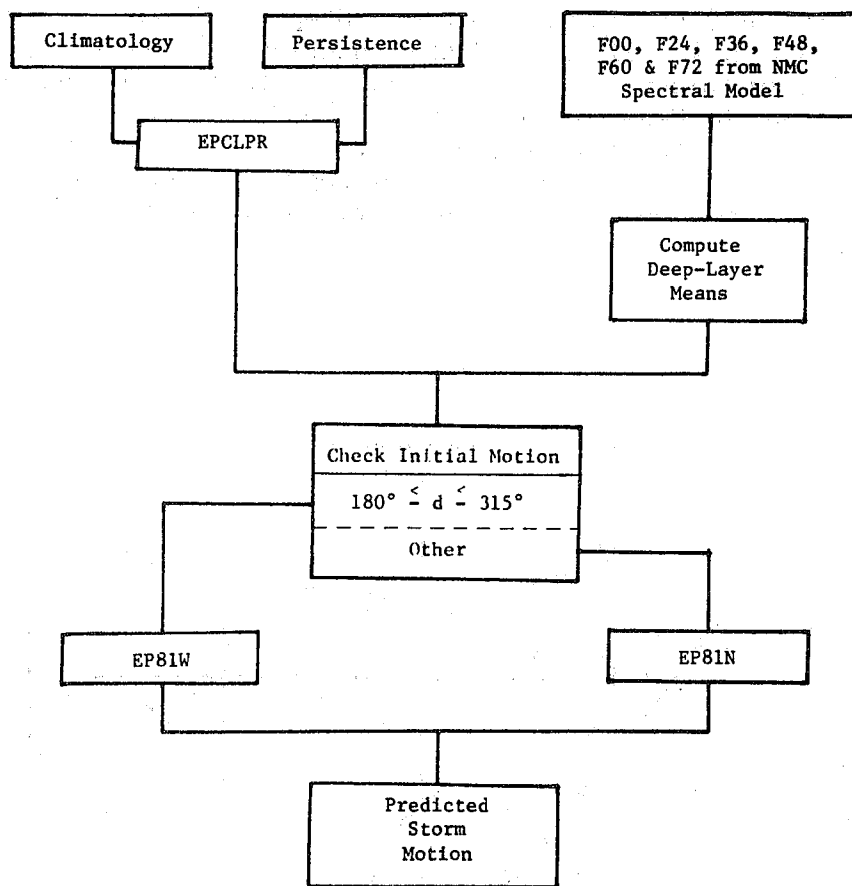 Climatology
Persistence
F00, F24, F36, F48,
F60 & F72 from NMC
Spectral Model
EPCLPR
Compute
Deep-Layer
Means
Check Initial Motion
180° ≤ d ≤ 315°
Other
EP81W
EP81N
Predicted
Storm
Motion